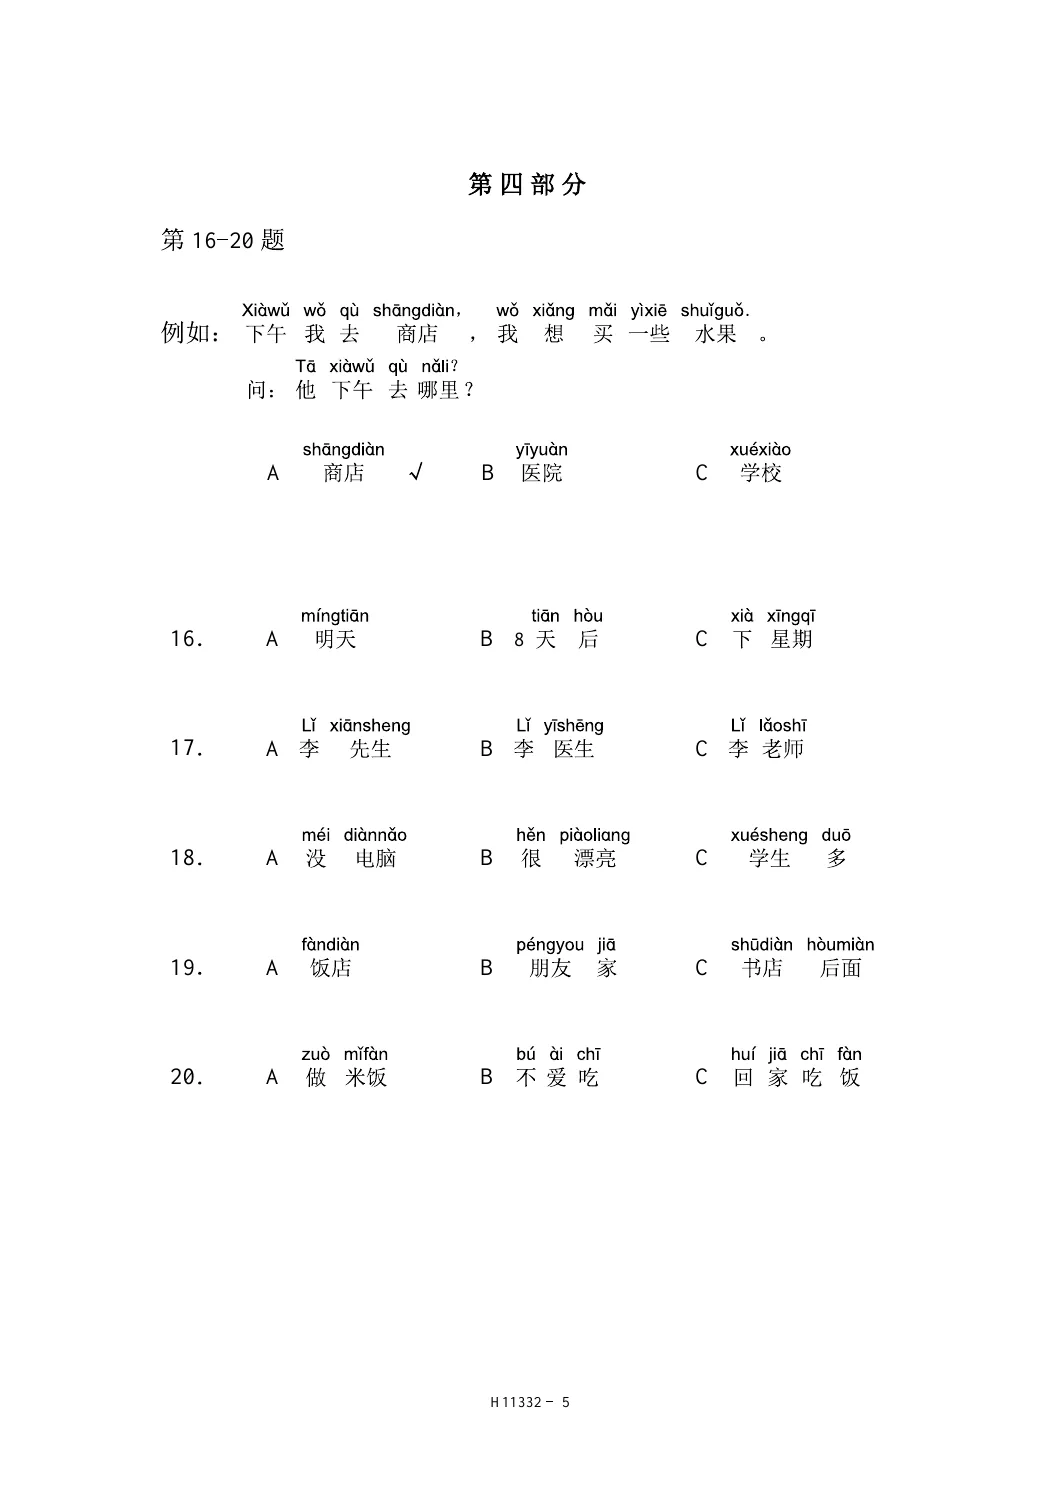 第四部分
第 16-20 题
Xiàwǔ wǒ qù shāngdiàn， wǒ xiǎng mǎi yìxiē shuǐguǒ.
例如： 下午 我 去 商店 ， 我 想 买 一些 水果 。
Tā xiàwǔ qù nǎli？
问： 他 下午 去 哪里？
shāngdiàn yīyuàn xuéxiào
A 商店 √ B 医院 C 学校
míngtiān tiān hòu xià xīngqī
16. A 明天 B 8 天 后 C 下 星期
Lǐ xiānsheng Lǐ yīshēng Lǐ lǎoshī
17. A 李 先生 B 李 医生 C 李 老师
méi diànnǎo hěn piàoliang xuésheng duō
18. A 没 电脑 B 很 漂亮 C 学生 多
fàndiàn péngyou jiā shūdiàn hòumiàn
19. A 饭店 B 朋友 家 C 书店 后面
zuò mǐfàn bú ài chī huí jiā chī fàn
20. A 做 米饭 B 不 爱 吃 C 回 家 吃 饭
H11332 - 5